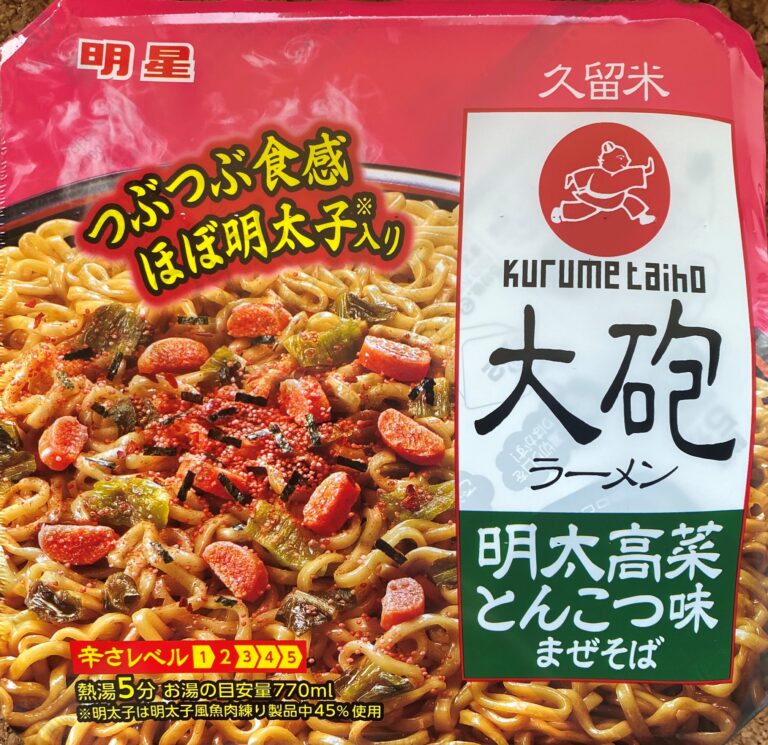 明星
つぶつぶ食感
ほぼ明太子※入り
久留米
Kurume taiho
大砲
ラーメン
明太高菜
とんこつ味
まぜそば
辛さレベル 1 2 3 4 5
熱湯5分 お湯の目安量770ml
※明太子は明太子風魚肉練り製品中45%使用